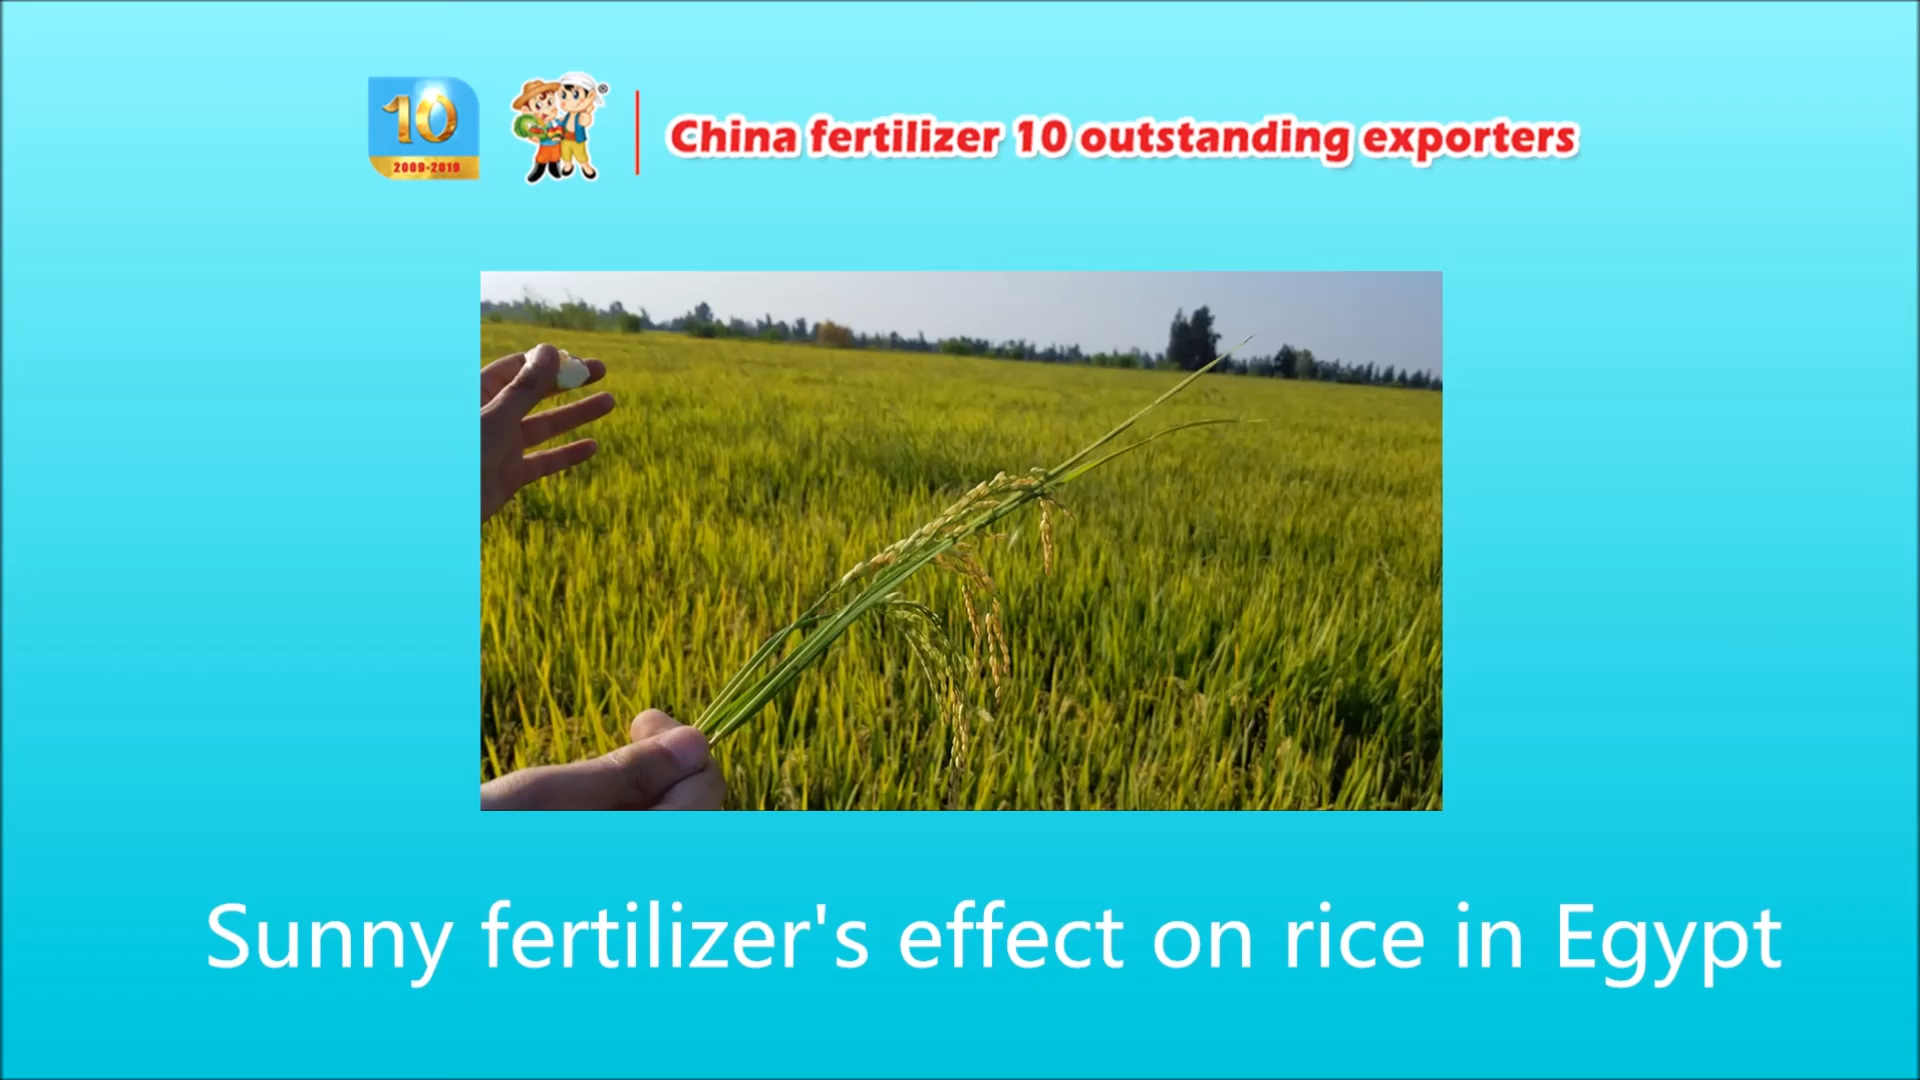 10
2009-2019
®
China fertilizer 10 outstanding exporters
Sunny fertilizer's effect on rice in Egypt